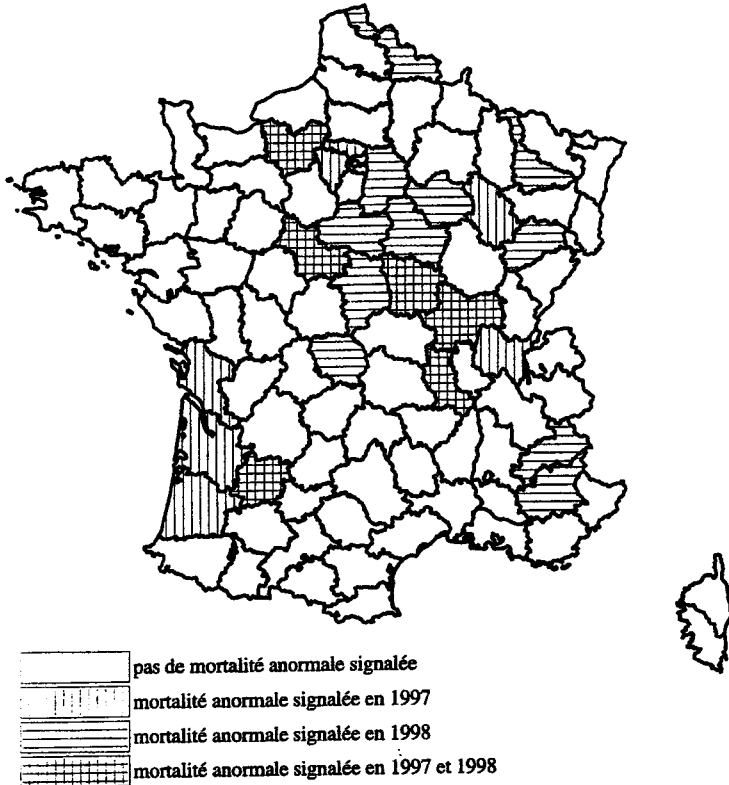 pas de mortalité anormale signalée
mortalité anormale signalée en 1997
mortalité anormale signalée en 1998
mortalité anormale signalée en 1997 et 1998